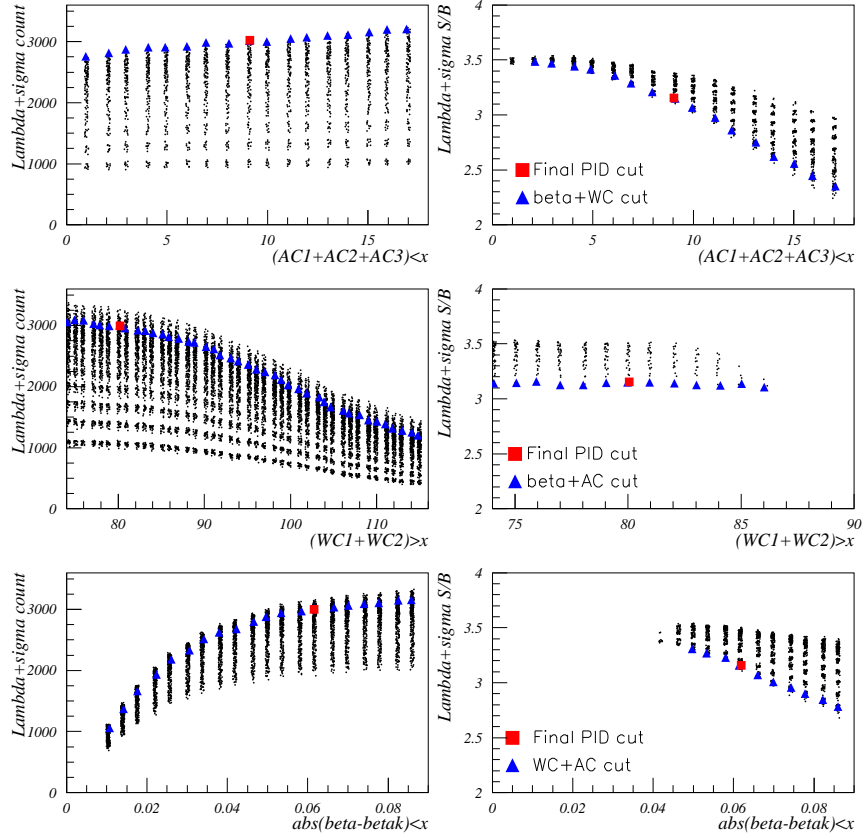 Lambda+sigma count
3000
2000
1000
0
0 5 10 15
(AC1+AC2+AC3)<x
Lambda+sigma S/B
4
3.5
3
2.5
2
Final PID cut
beta+WC cut
0 5 10 15
(AC1+AC2+AC3)<x
Lambda+sigma count
3000
2000
1000
0
80 90 100 110
(WC1+WC2)>x
Lambda+sigma S/B
4
3.5
3
2.5
2
Final PID cut
beta+AC cut
75 80 85 90
(WC1+WC2)>x
Lambda+sigma count
3000
2000
1000
0
0 0.02 0.04 0.06 0.08
abs(beta-betak)<x
Lambda+sigma S/B
4
3.5
3
2.5
2
Final PID cut
WC+AC cut
0 0.02 0.04 0.06 0.08
abs(beta-betak)<x